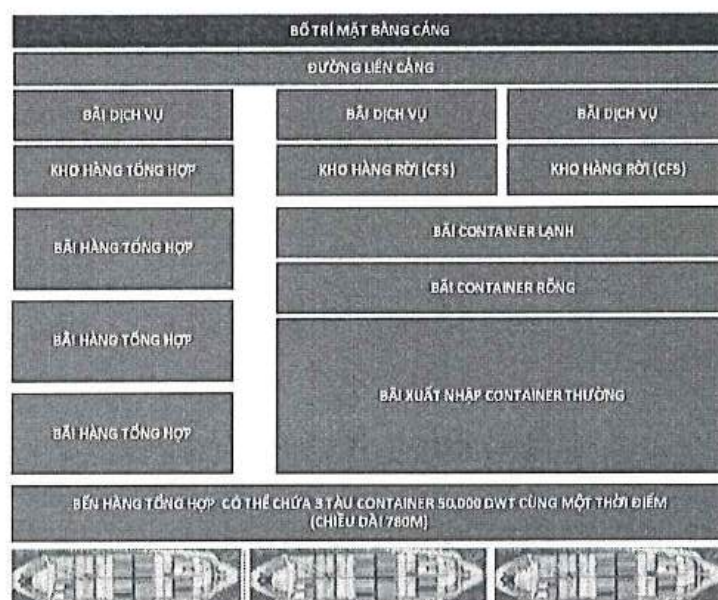 BỐ TRÍ MẶT BẰNG CẢNG
ĐƯỜNG LIÊN CẢNG
BÃI DỊCH VỤ
BÃI DỊCH VỤ
BÃI DỊCH VỤ
KHO HÀNG TỔNG HỢP
KHO HÀNG RỜI (CFS)
KHO HÀNG RỜI (CFS)
BÃI HÀNG TỔNG HỢP
BÃI CONTAINER LẠNH
BÃI CONTAINER RỖNG
BÃI HÀNG TỔNG HỢP
BÃI XUẤT NHẬP CONTAINER THƯỜNG
BÃI HÀNG TỔNG HỢP
BẾN HÀNG TỔNG HỢP CÓ THỂ CHỨA 3 TÀU CONTAINER 50.000 DWT CÙNG MỘT THỜI ĐIỂM
(CHIỀU DÀI 780M)